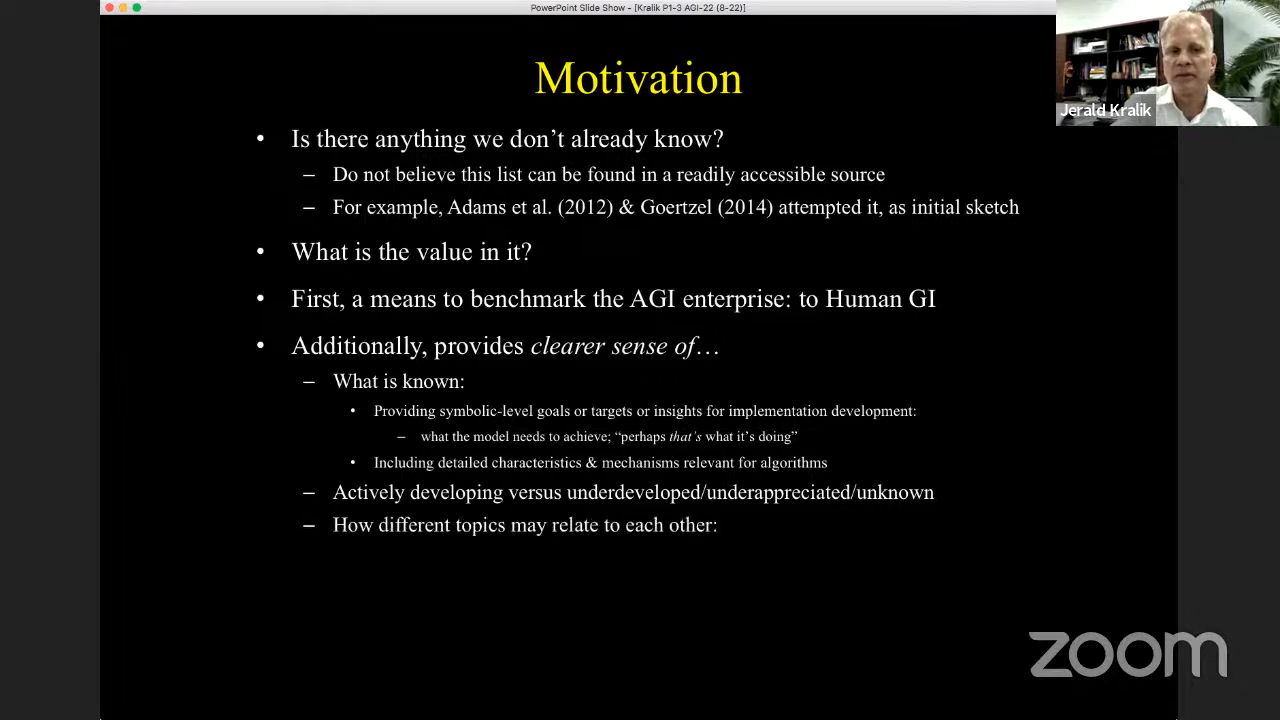 PowerPoint Slide Show - [Kralik P1-3 AGI-22 (8-22)]
Motivation
• Is there anything we don’t already know?
– Do not believe this list can be found in a readily accessible source
– For example, Adams et al. (2012) & Goertzel (2014) attempted it, as initial sketch
• What is the value in it?
• First, a means to benchmark the AGI enterprise: to Human GI
• Additionally, provides clearer sense of…
– What is known:
• Providing symbolic-level goals or targets or insights for implementation development:
– what the model needs to achieve; “perhaps that’s what it’s doing”
• Including detailed characteristics & mechanisms relevant for algorithms
– Actively developing versus underdeveloped/underappreciated/unknown
– How different topics may relate to each other:
Jerald Kralik
zoom